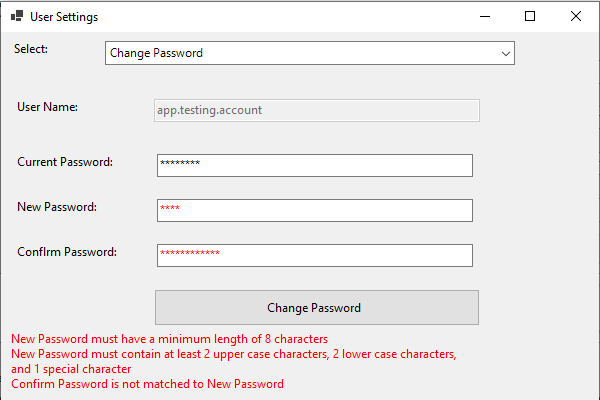 User Settings
Select:
Change Password
User Name:
app.testing.account
Current Password:
********
New Password:
****
ConfIrm Password:
************
Change Password
New Password must have a minimum length of 8 characters
New Password must contain at least 2 upper case characters, 2 lower case characters,
and 1 special character
Confirm Password is not matched to New Password